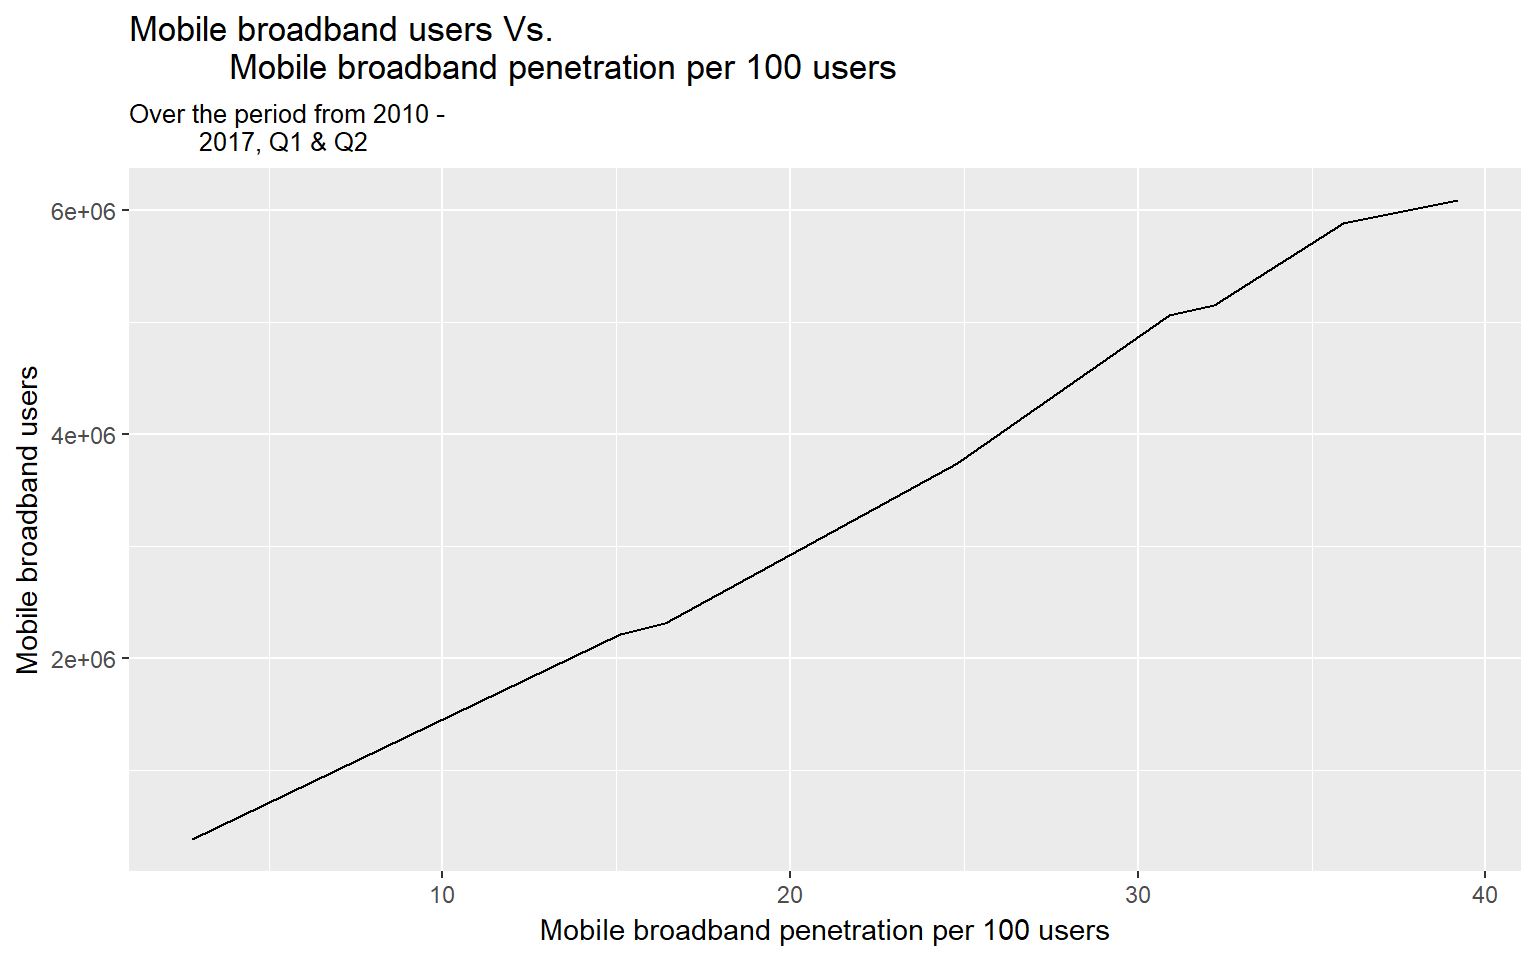 Mobile broadband users Vs.
Mobile broadband penetration per 100 users
Over the period from 2010 -
2017, Q1 & Q2
6e+06
4e+06
2e+06
Mobile broadband users
10 20 30 40
Mobile broadband penetration per 100 users